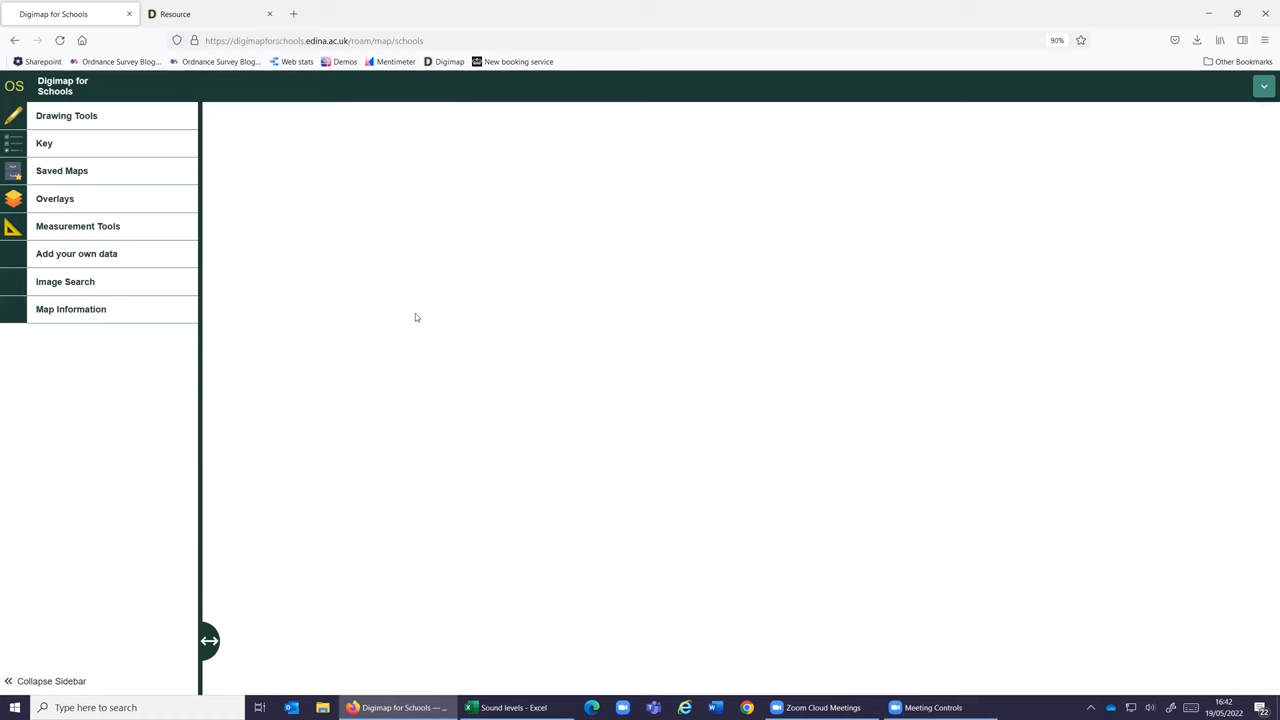 Digimap for Schools
Resource
https://digimapforschools.edina.ac.uk/roam/map/schools
90%
Sharepoint
Ordnance Survey Blog...
Ordnance Survey Blog...
Web stats
Demos
Mentimeter
Digimap
New booking service
Other Bookmarks
OS
Digimap for
Schools
Drawing Tools
Key
Saved Maps
Overlays
Measurement Tools
Add your own data
Image Search
Map Information
Collapse Sidebar
Type here to search
Digimap for Schools — ...
Sound levels - Excel
Zoom Cloud Meetings
Meeting Controls
16:42
19/05/2022
22